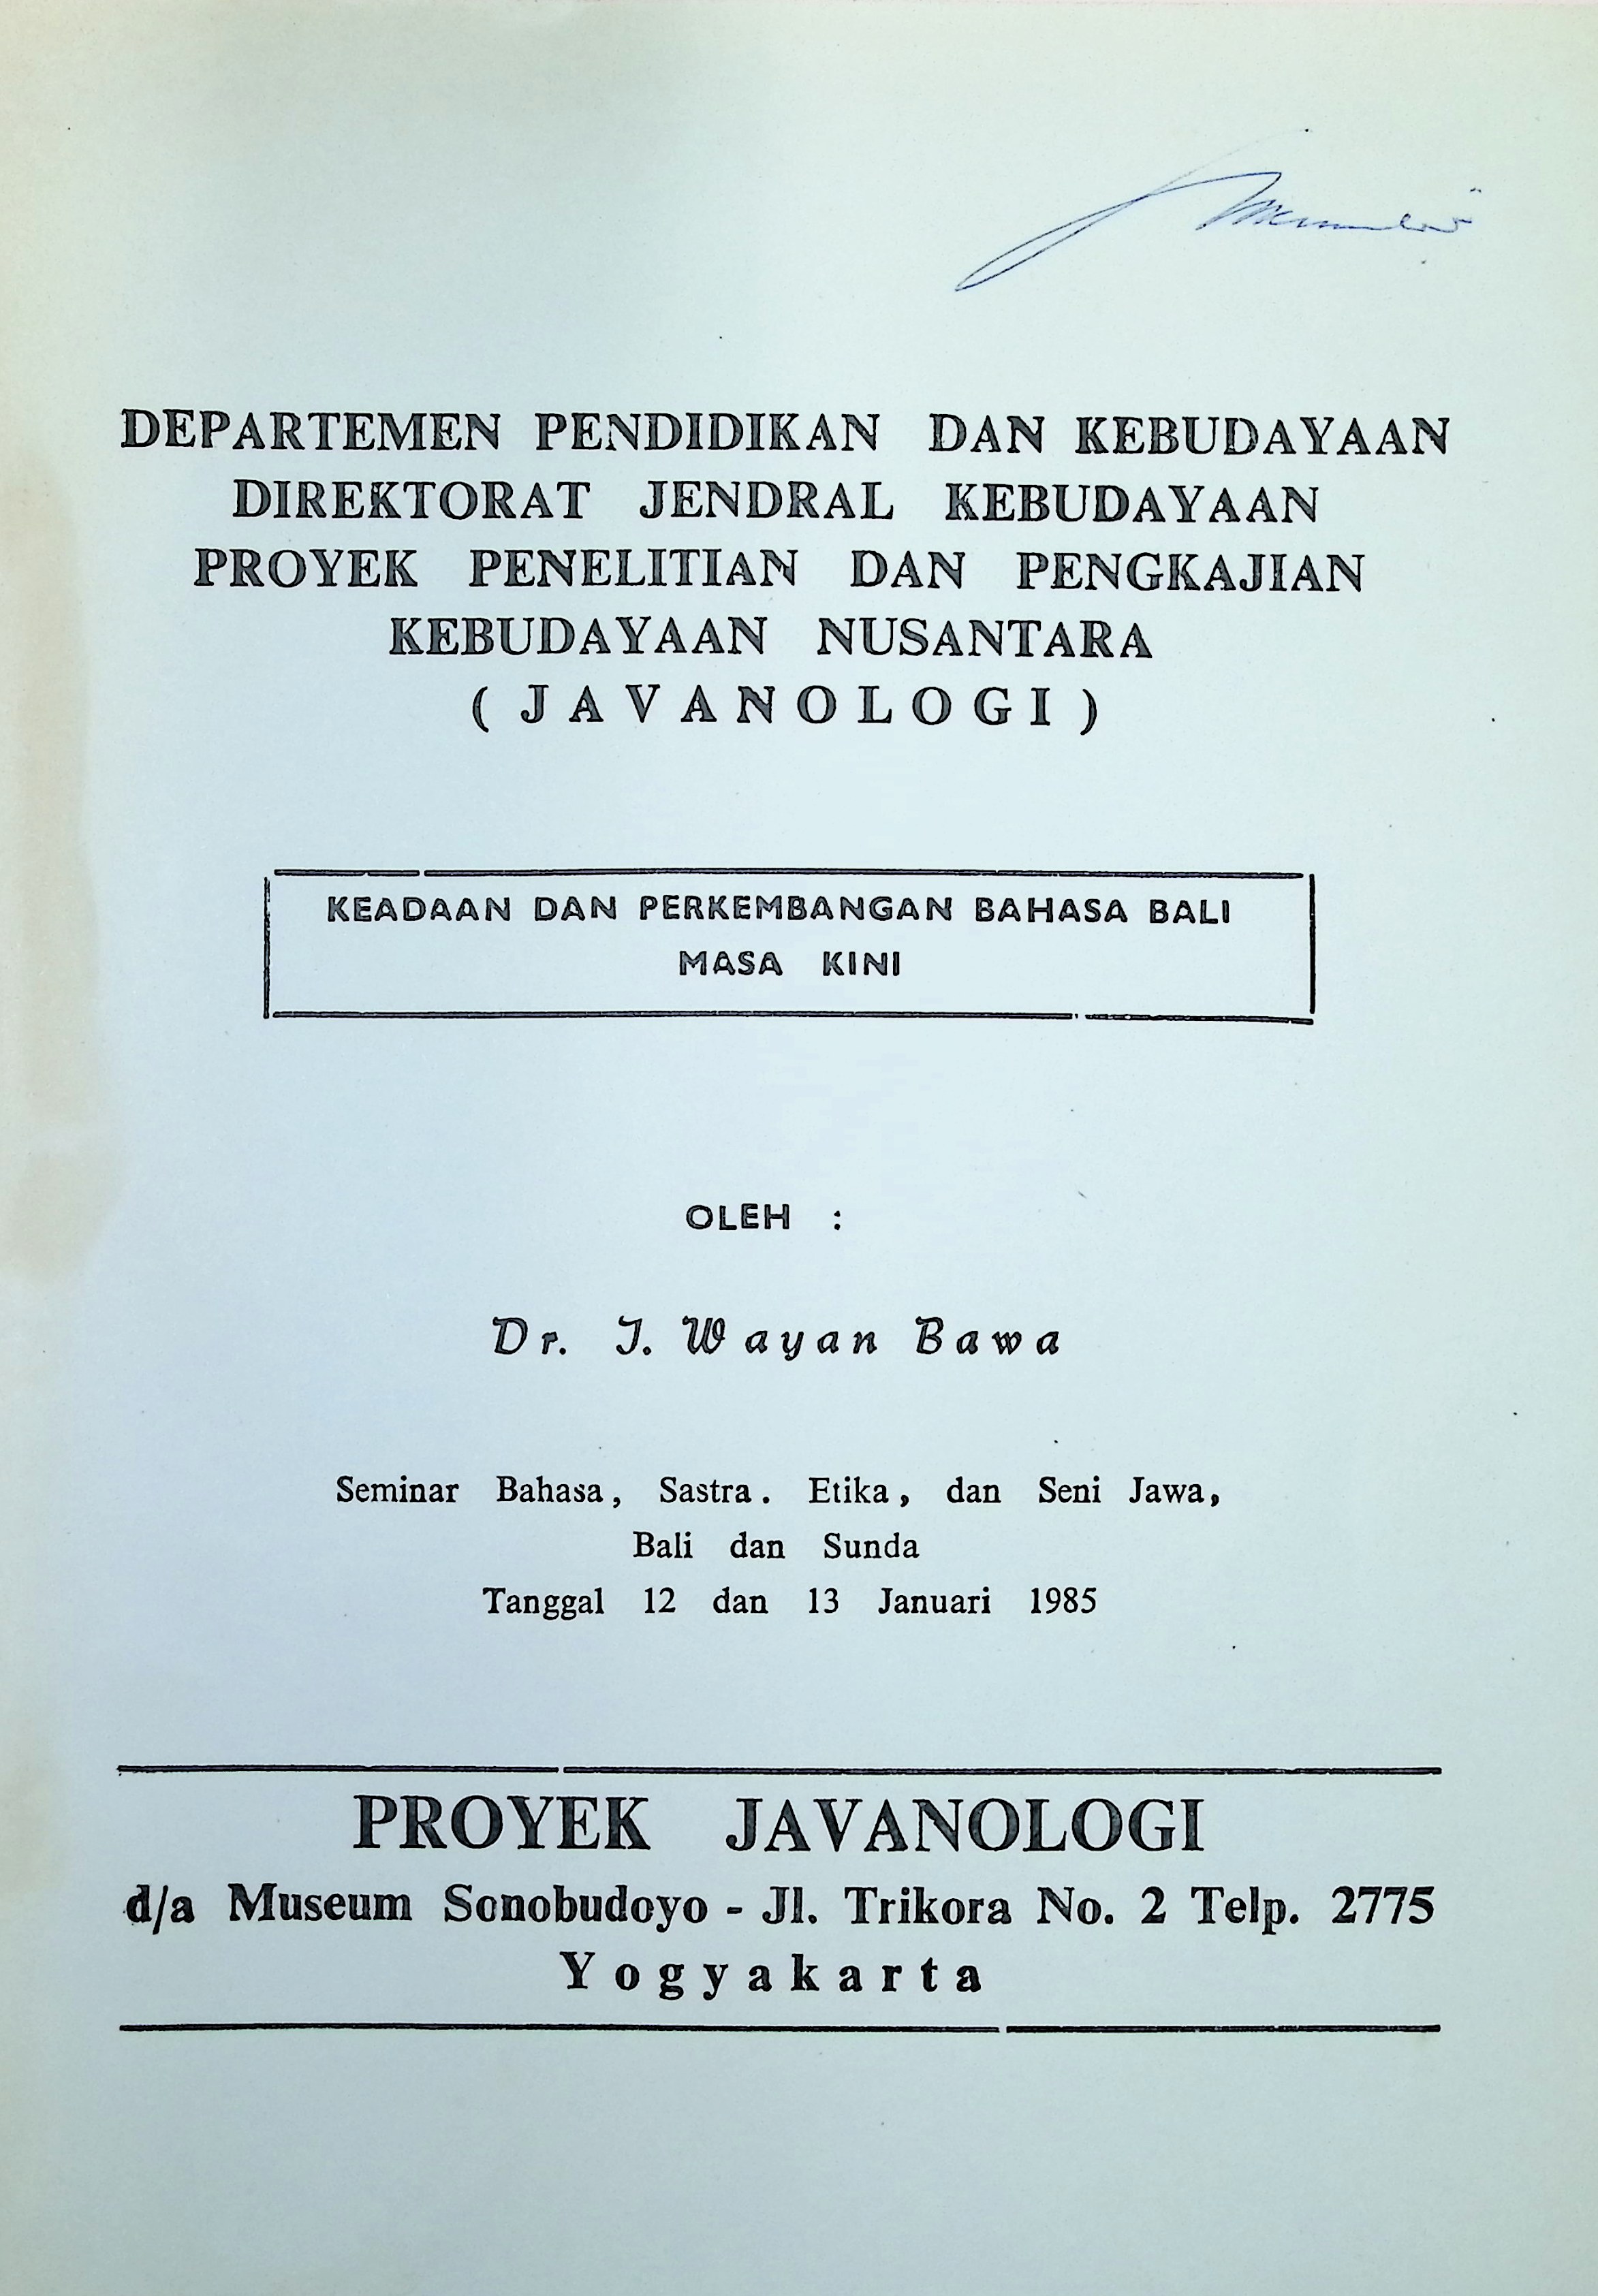 DEPARTEMEN PENDIDIKAN DAN KEBUDAYAAN
DIREKTORAT JENDRAL KEBUDAYAAN
PROYEK PENELITIAN DAN PENGKAJIAN
KEBUDAYAAN NUSANTARA
( J A V A N O L O G I )
KEADAAN DAN PERKEMBANGAN BAHASA BALI
MASA KINI
OLEH :
Dr. I. Wayan Bawa
Seminar Bahasa, Sastra. Etika, dan Seni Jawa,
Bali dan Sunda
Tanggal 12 dan 13 Januari 1985
PROYEK JAVANOLOGI
d/a Museum Sonobudoyo - Jl. Trikora No. 2 Telp. 2775
Yogyakarta